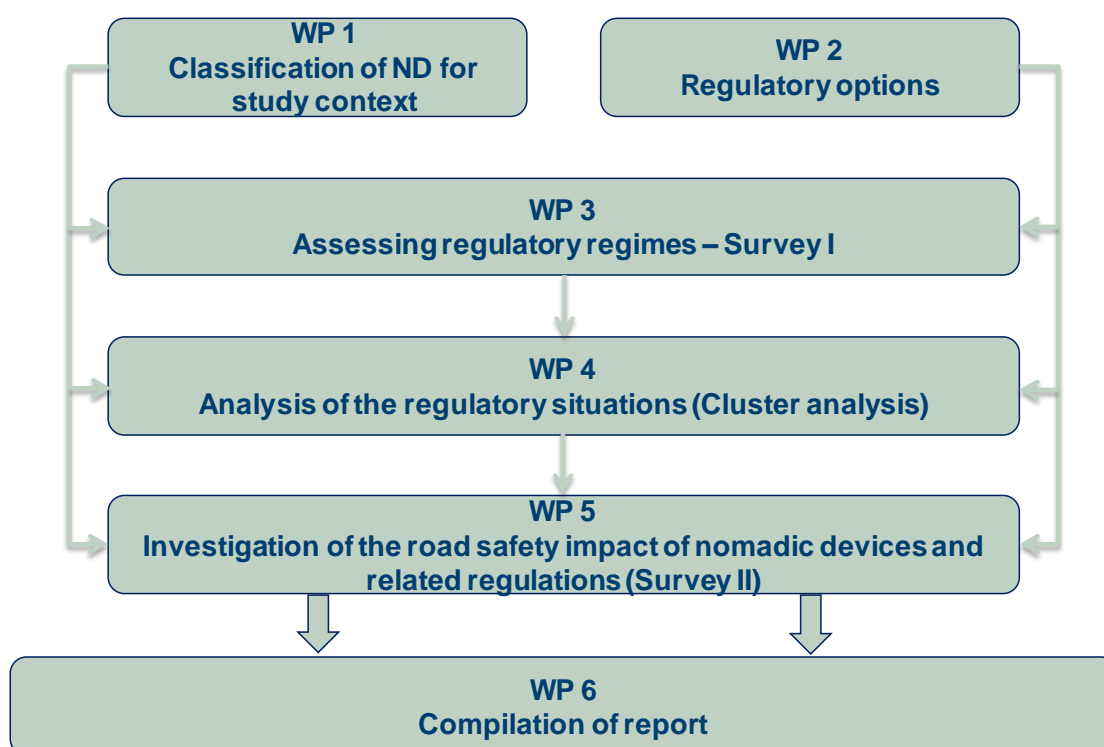 WP 1
Classification of ND for
study context
WP 2
Regulatory options
WP 3
Assessing regulatory regimes – Survey I
WP 4
Analysis of the regulatory situations (Cluster analysis)
WP 5
Investigation of the road safety impact of nomadic devices and
related regulations (Survey II)
WP 6
Compilation of report